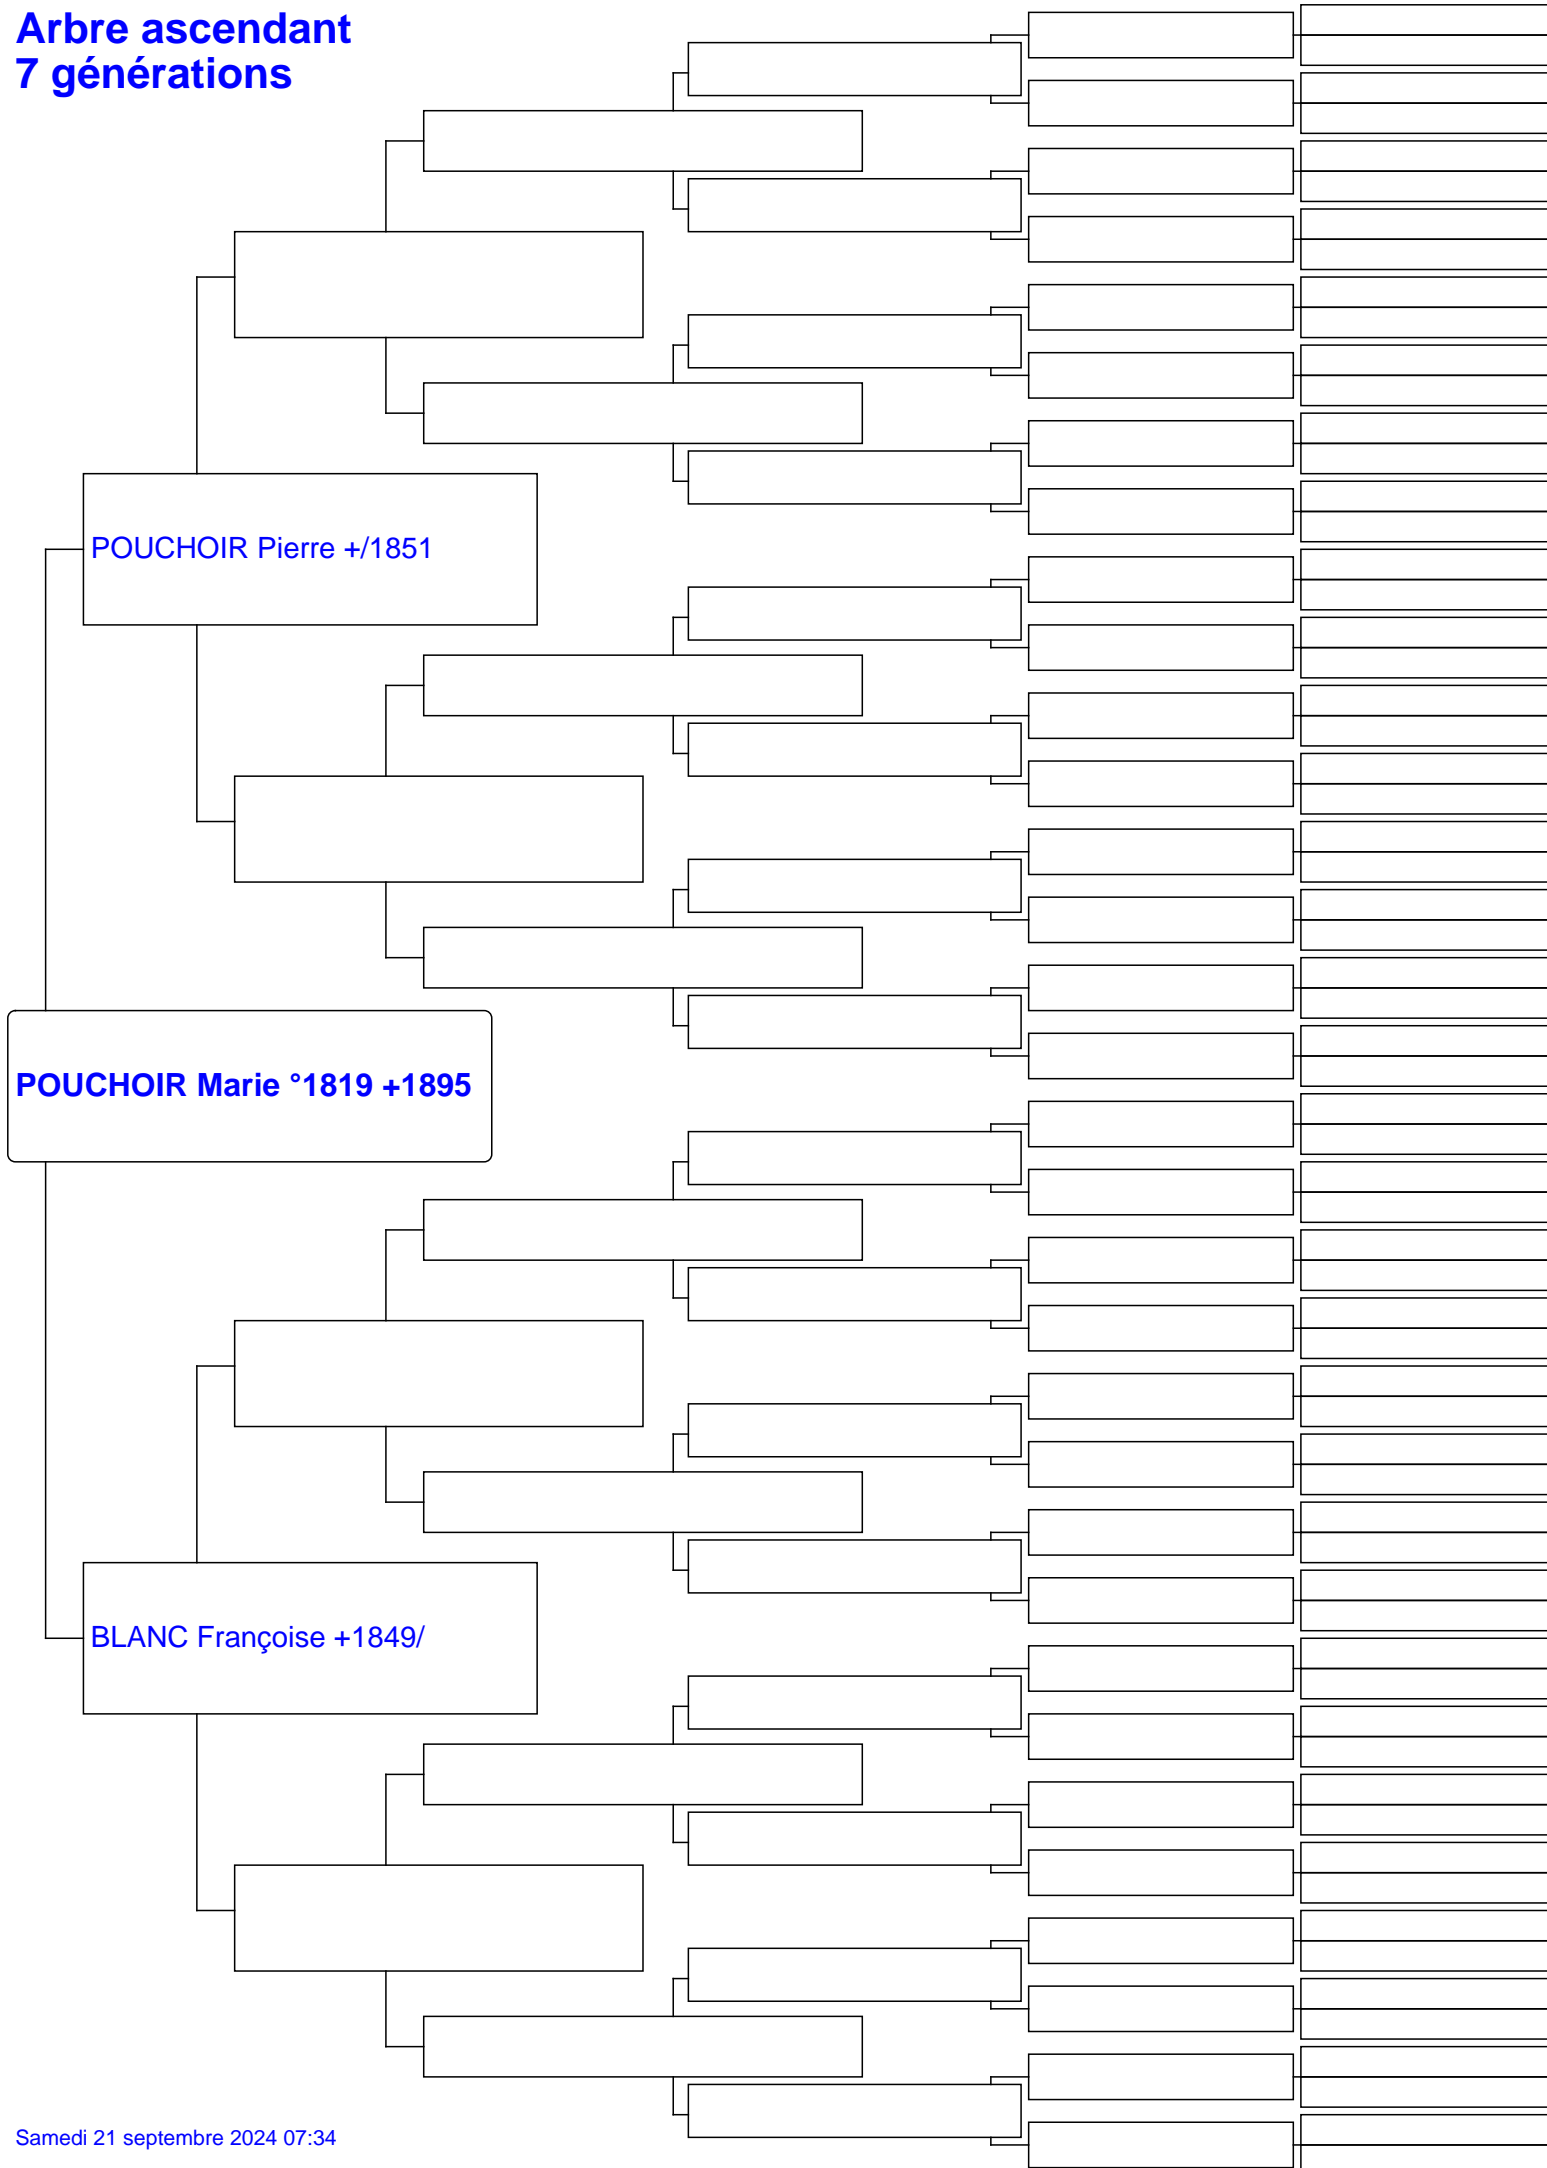 Arbre ascendant
7 générations
POUCHOIR Pierre +/1851
POUCHOIR Marie °1819 +1895
BLANC Françoise +1849/
Samedi 21 septembre 2024 07:34